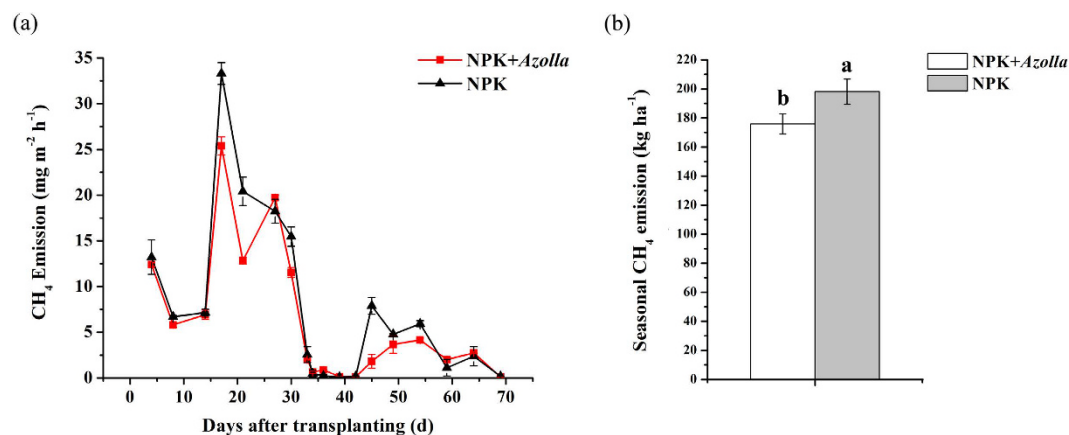 (a)
NPK+Azolla
NPK
CH₄ Emission (mg m⁻² h⁻¹)
35
30
25
20
15
10
5
0
0 10 20 30 40 50 60 70
Days after transplanting (d)
(b)
NPK+Azolla
NPK
Seasonal CH₄ emission (kg ha⁻¹)
220
200
180
160
140
120
100
80
60
40
20
0
b
a